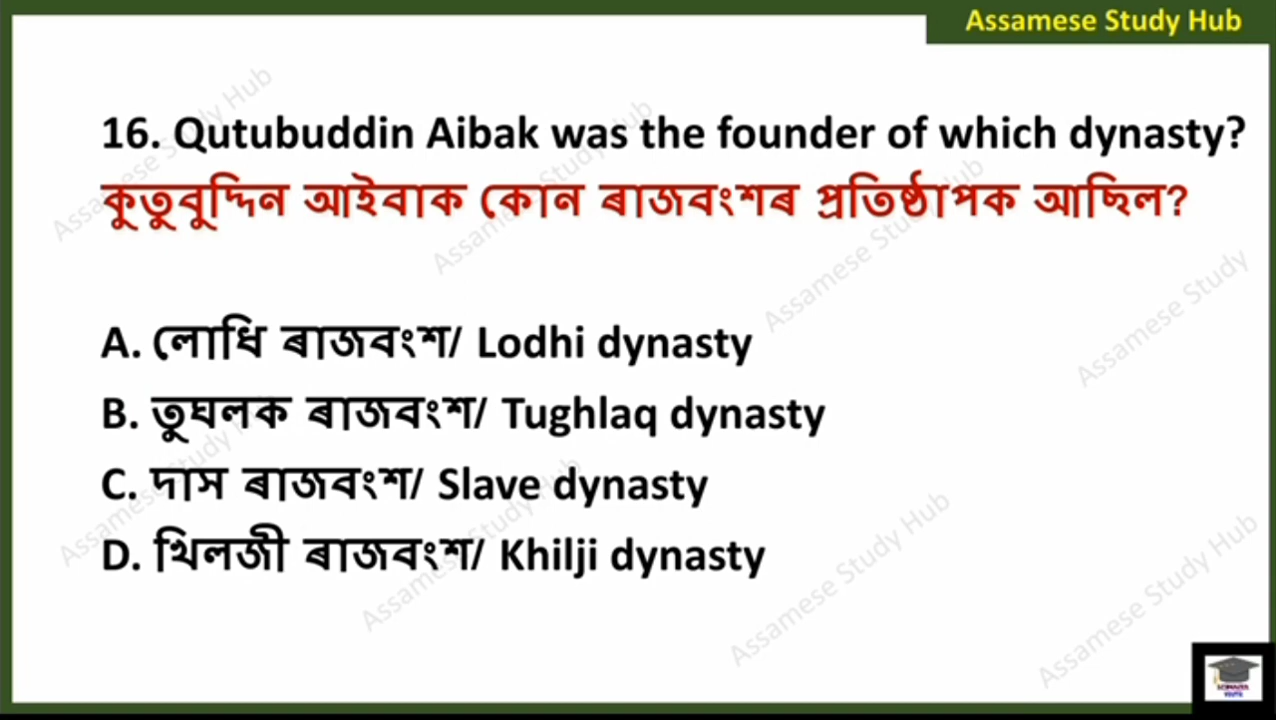 Assamese Study Hub
16. Qutubuddin Aibak was the founder of which dynasty?
কুতুবুদ্দিন আইবাক কোন ৰাজবংশৰ প্ৰতিষ্ঠাপক আছিল?
A. লোধি ৰাজবংশ/ Lodhi dynasty
B. তুঘলক ৰাজবংশ/ Tughlaq dynasty
C. দাস ৰাজবংশ/ Slave dynasty
D. খিলজী ৰাজবংশ/ Khilji dynasty